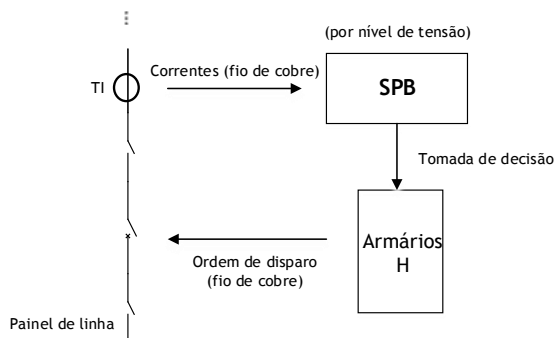 (por nível de tensão)
Correntes (fio de cobre)
TI
SPB
Tomada de decisão
Armários
H
Ordem de disparo
(fio de cobre)
Painel de linha